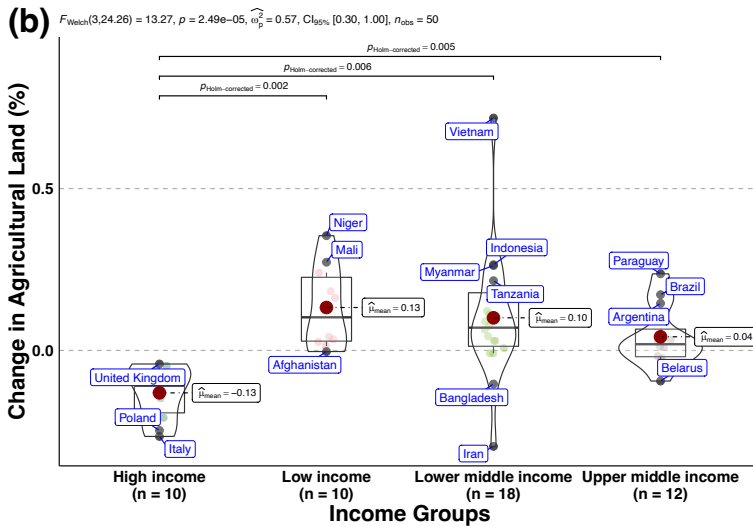 (b)
F_Welch(3,24.26) = 13.27, p = 2.49e−05, ω̂²_p = 0.57, CI_95% [0.30, 1.00], n_obs = 50
p_Holm−corrected = 0.005
p_Holm−corrected = 0.006
p_Holm−corrected = 0.002
Change in Agricultural Land (%)
0.5
0.0
Vietnam
Niger
Mali
Indonesia
Myanmar
Tanzania
Paraguay
Brazil
Argentina
μ̂_mean = 0.13
μ̂_mean = 0.10
μ̂_mean = 0.04
Afghanistan
United Kingdom
Belarus
μ̂_mean = −0.13
Bangladesh
Poland
Italy
Iran
High income
(n = 10)
Low income
(n = 10)
Lower middle income
(n = 18)
Upper middle income
(n = 12)
Income Groups